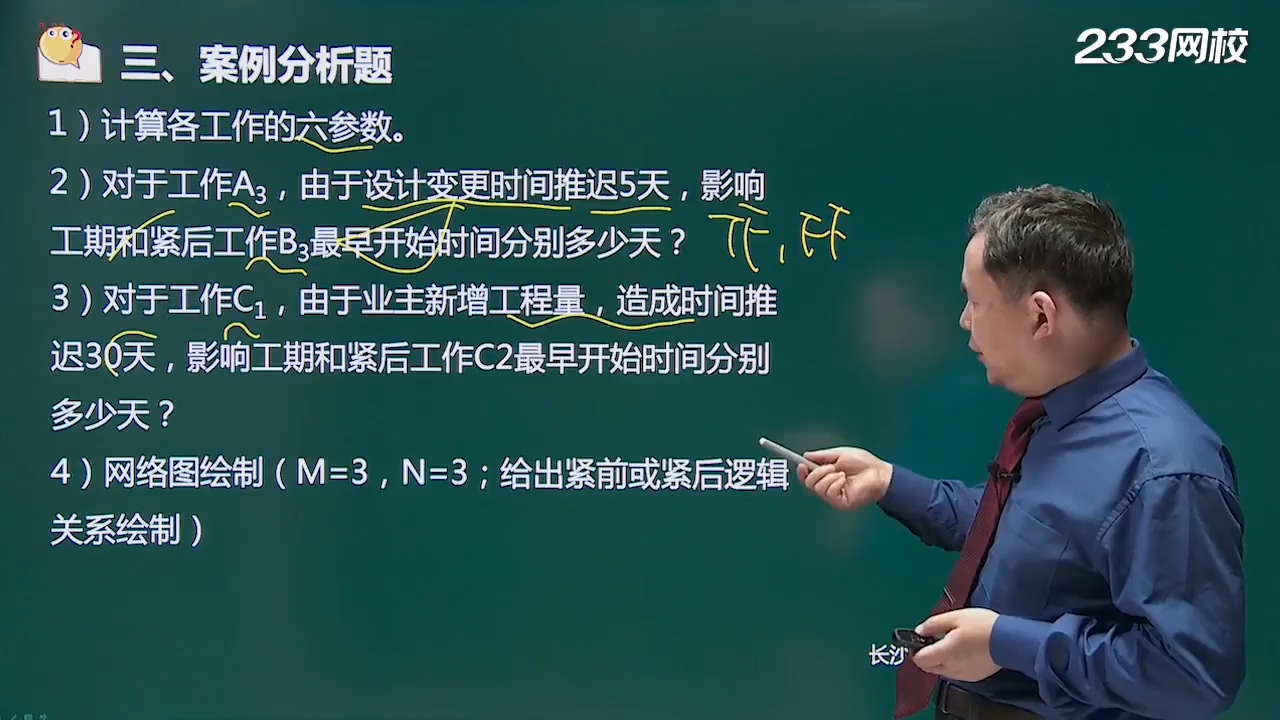 233网校
三、案例分析题
1）计算各工作的六参数。
2）对于工作A3，由于设计变更时间推迟5天，影响
工期和紧后工作B3最早开始时间分别多少天？
TF，FF
3）对于工作C1，由于业主新增工程量，造成时间推
迟30天，影响工期和紧后工作C2最早开始时间分别
多少天？
4）网络图绘制（M=3，N=3；给出紧前或紧后逻辑
关系绘制）
长沙